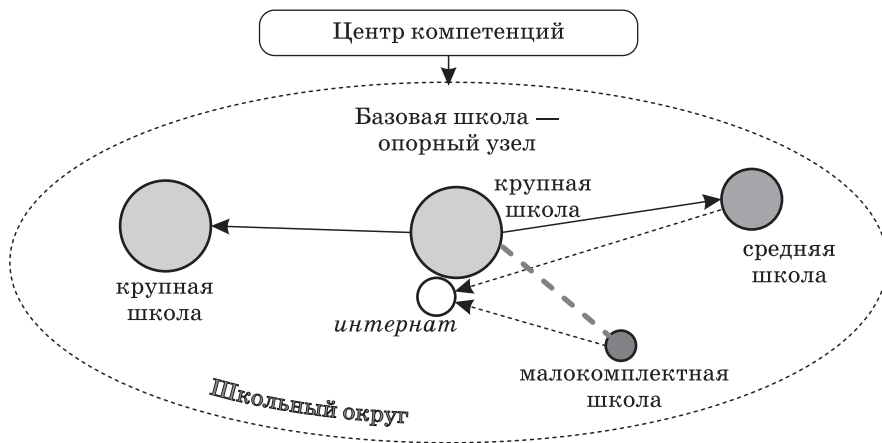 Центр компетенций
Базовая школа —
опорный узел
крупная
школа
крупная
школа
средняя
школа
интернат
малокомплектная
школа
Школьный округ